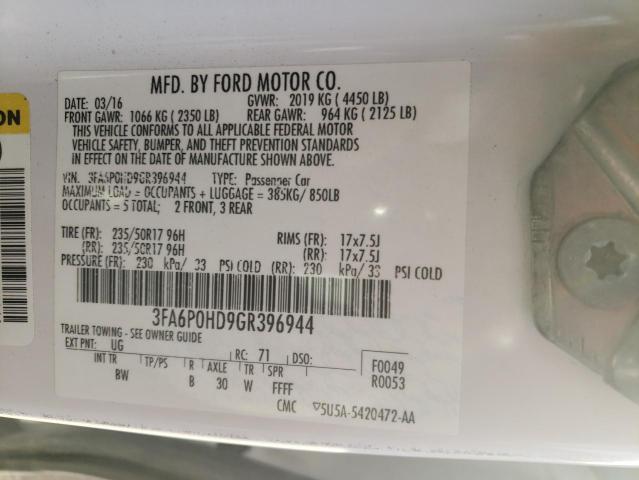 MFD. BY FORD MOTOR CO.
DATE: 03/16 GVWR: 2019 KG ( 4450 LB)
FRONT GAWR: 1066 KG ( 2350 LB) REAR GAWR: 964 KG ( 2125 LB)
THIS VEHICLE CONFORMS TO ALL APPLICABLE FEDERAL MOTOR
VEHICLE SAFETY, BUMPER, AND THEFT PREVENTION STANDARDS
IN EFFECT ON THE DATE OF MANUFACTURE SHOWN ABOVE.
VIN: 3FA6P0HD9GR396944 TYPE: Passenger Car
MAXIMUM LOAD = OCCUPANTS + LUGGAGE = 385KG/ 850LB
OCCUPANTS = 5 TOTAL; 2 FRONT, 3 REAR
TIRE (FR): 235/50R17 96H RIMS (FR): 17x7.5J
(RR): 235/50R17 96H (RR): 17x7.5J
PRESSURE (FR): 230 kPa/ 33 PSI COLD (RR): 230 kPa/ 33 PSI COLD
3FA6P0HD9GR396944
TRAILER TOWING - SEE OWNER GUIDE
EXT PNT: UG RC: 71 DSO: F0049
INT TR TP/PS R AXLE TR SPR R0053
BW B 30 W FFFF
CMC ▽5U5A-5420472-AA
ON